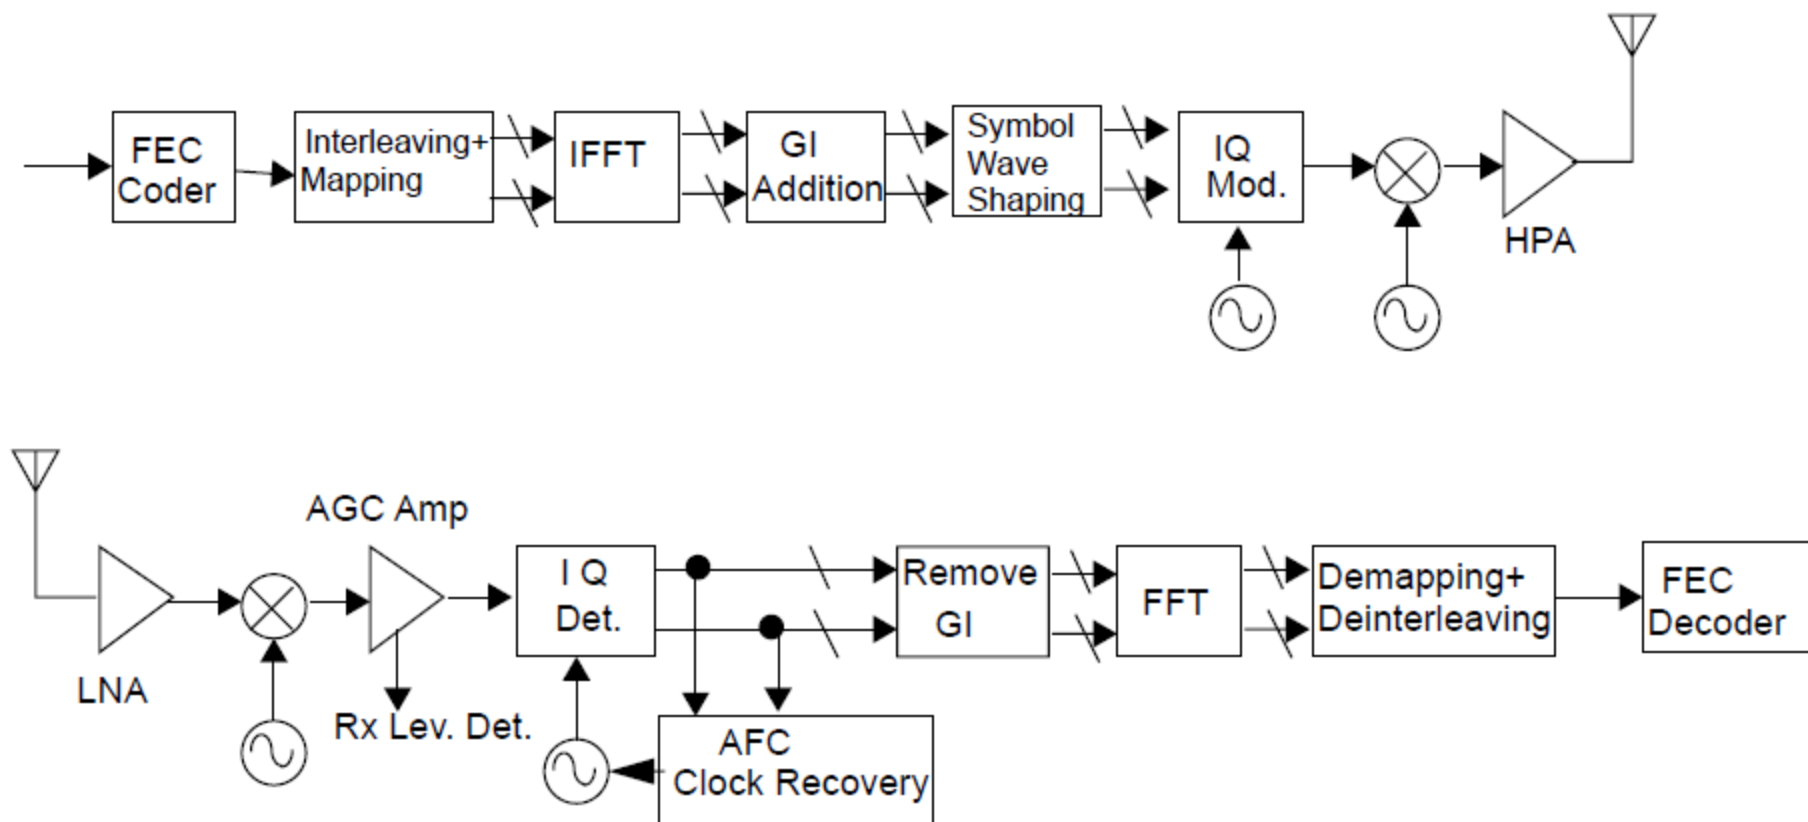 FEC
Coder
Interleaving+
Mapping
IFFT
GI
Addition
Symbol
Wave
Shaping
IQ
Mod.
HPA
AGC Amp
LNA
Rx Lev. Det.
I Q
Det.
AFC
Clock Recovery
Remove
GI
FFT
Demapping+
Deinterleaving
FEC
Decoder